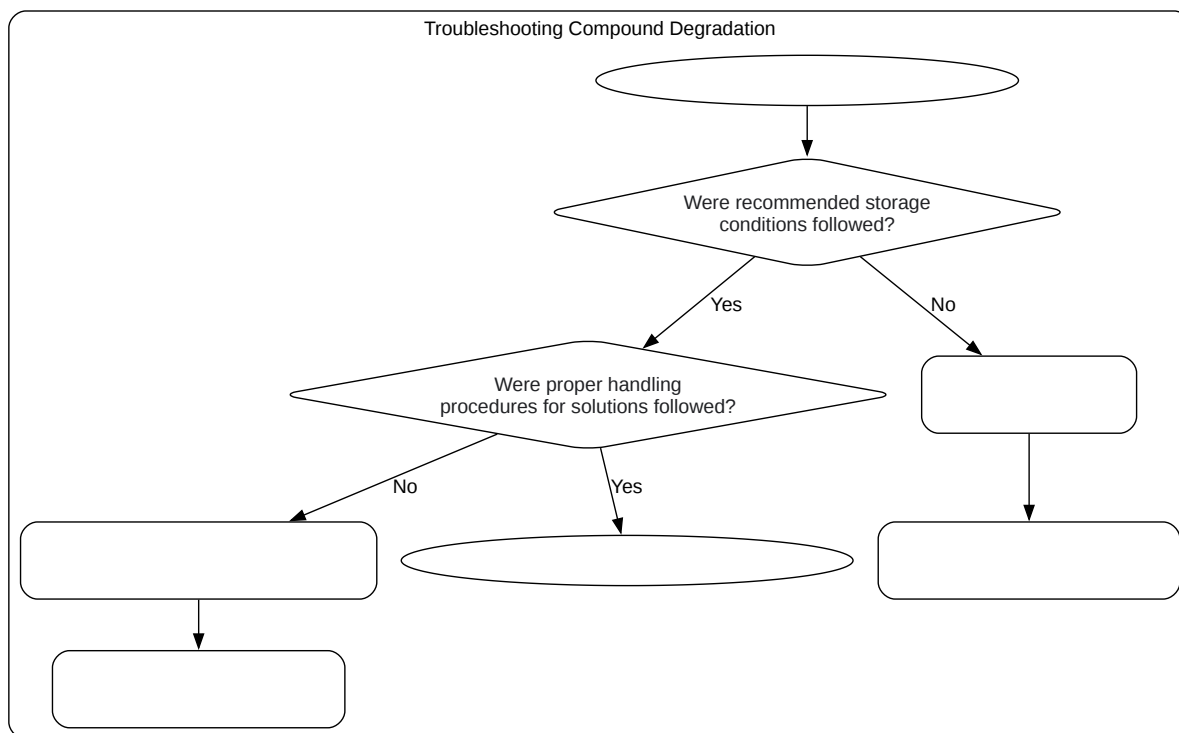 Troubleshooting Compound Degradation
Were recommended storage
conditions followed?
Yes
No
Were proper handling
procedures for solutions followed?
No
Yes